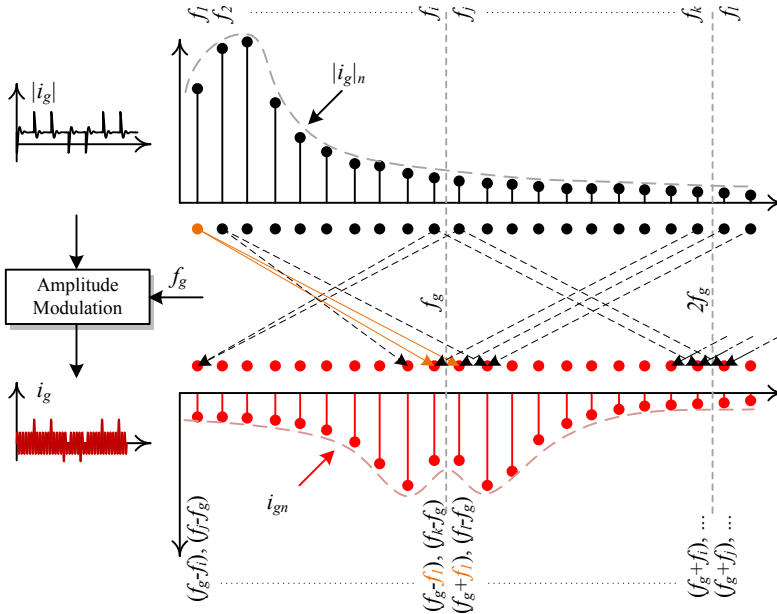 f1
f2
fi
fj
fk
fl
|ig|
|ig|n
Amplitude
Modulation
fg
fg
2fg
ig
ign
(fg-fi), (fj-fg)
(fg-f1), (fk-fg)
(fg+f1), (fl-fg)
(fg+fi), ...
(fg+fj), ...